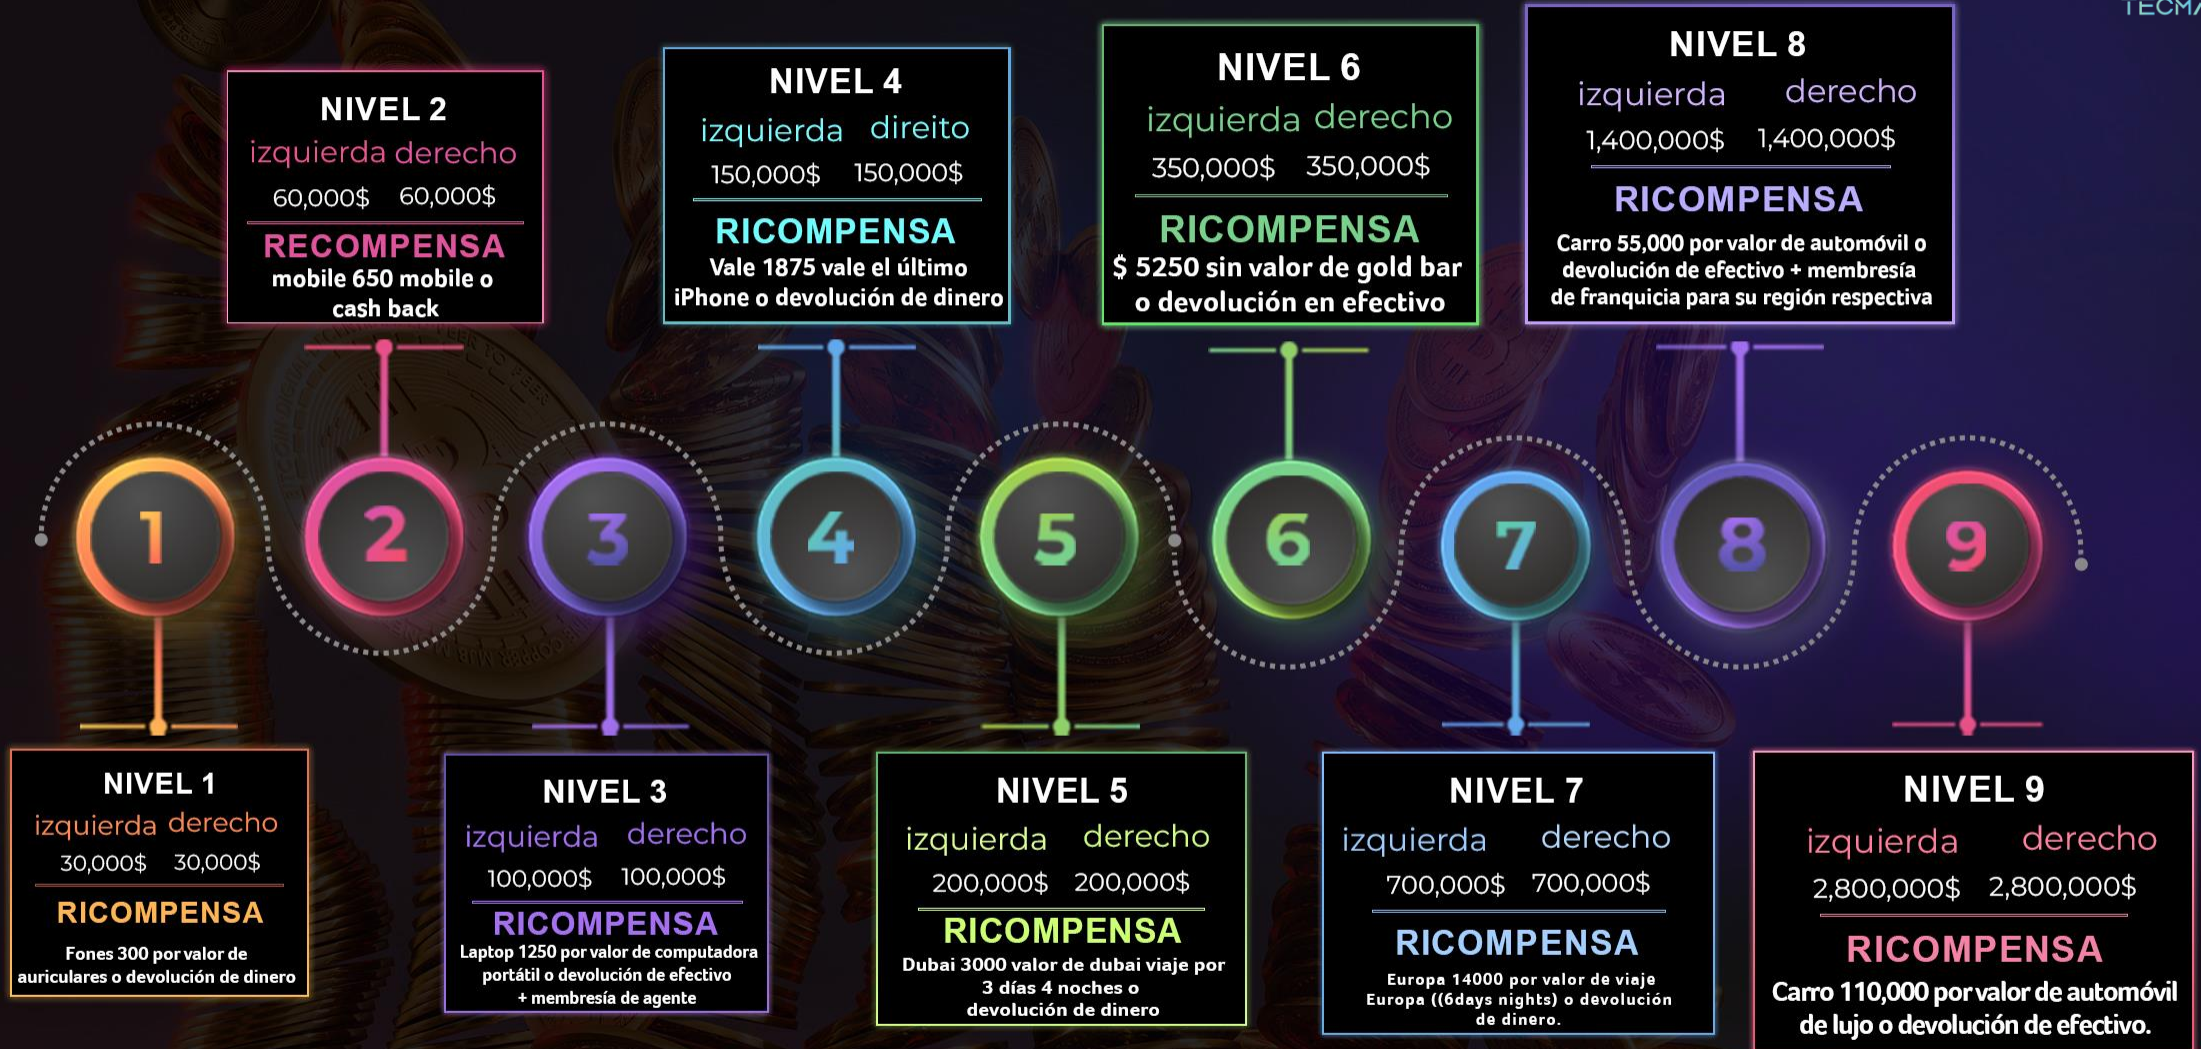 TECMA
NIVEL 2
izquierda derecho
60,000$ 60,000$
RECOMPENSA
mobile 650 mobile o
cash back
NIVEL 4
izquierda direito
150,000$ 150,000$
RICOMPENSA
Vale 1875 vale el último
iPhone o devolución de dinero
NIVEL 6
izquierda derecho
350,000$ 350,000$
RICOMPENSA
$ 5250 sin valor de gold bar
o devolución en efectivo
NIVEL 8
izquierda derecho
1,400,000$ 1,400,000$
RICOMPENSA
Carro 55,000 por valor de automóvil o
devolución de efectivo + membresía
de franquicia para su región respectiva
1 2 3 4 5 6 7 8 9
NIVEL 1
izquierda derecho
30,000$ 30,000$
RICOMPENSA
Fones 300 por valor de
auriculares o devolución de dinero
NIVEL 3
izquierda derecho
100,000$ 100,000$
RICOMPENSA
Laptop 1250 por valor de computadora
portátil o devolución de efectivo
+ membresía de agente
NIVEL 5
izquierda derecho
200,000$ 200,000$
RICOMPENSA
Dubai 3000 valor de dubai viaje por
3 días 4 noches o
devolución de dinero
NIVEL 7
izquierda derecho
700,000$ 700,000$
RICOMPENSA
Europa 14000 por valor de viaje
Europa ((6days nights) o devolución
de dinero.
NIVEL 9
izquierda derecho
2,800,000$ 2,800,000$
RICOMPENSA
Carro 110,000 por valor de automóvil
de lujo o devolución de efectivo.